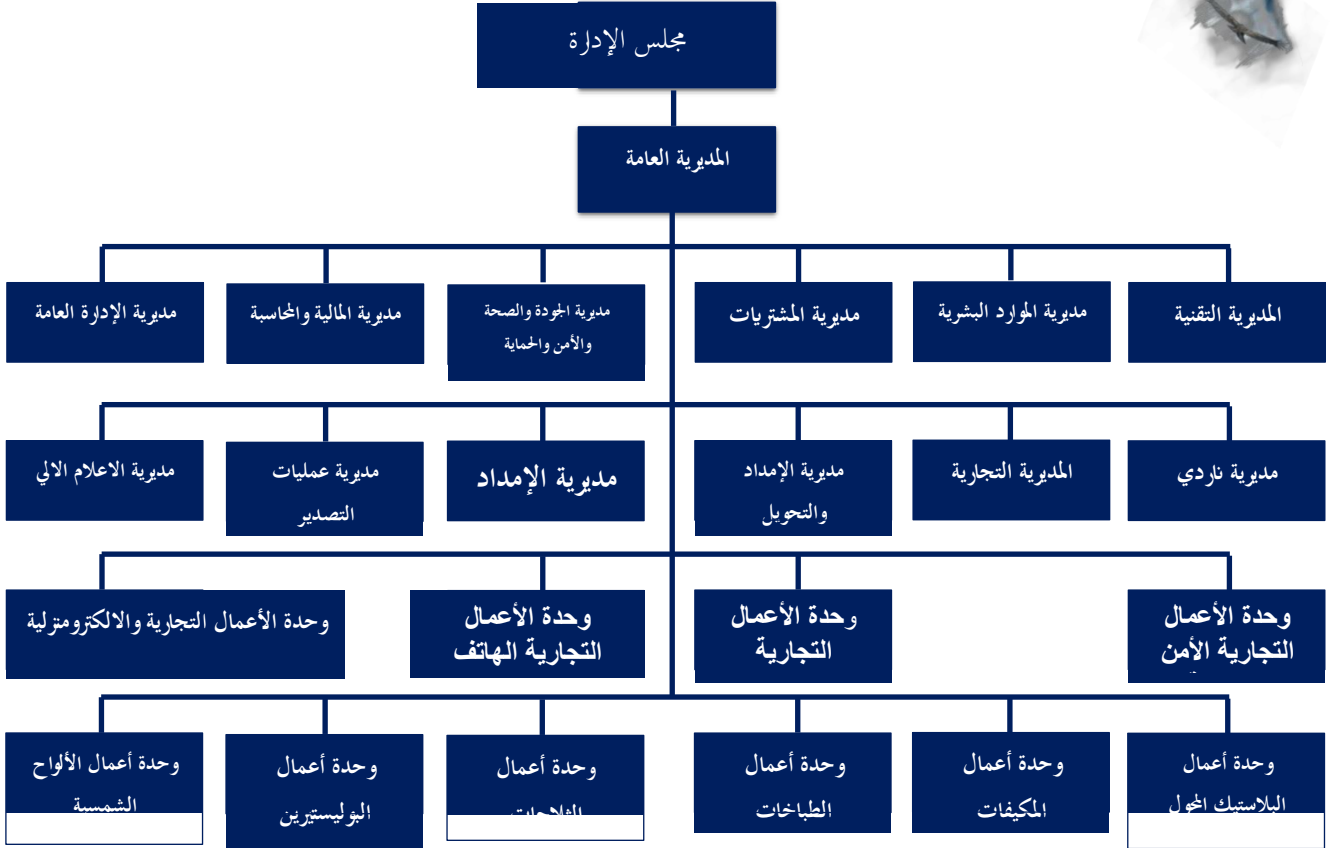 مجلس الإدارة
المديرية العامة
المديرية التقنية
مديرية الموارد البشرية
مديرية المشتريات
مديرية الجودة والصحة
والأمن والحماية
مديرية المالية والمحاسبة
مديرية الإدارة العامة
مديرية ناردي
المديرية التجارية
مديرية الإمداد
والتحويل
مديرية الإمداد
مديرية عمليات
التصدير
مديرية الاعلام الالي
وحدة الأعمال
التجارية الأمن
وحدة الأعمال
التجارية
وحدة الأعمال
التجارية الهاتف
وحدة الأعمال التجارية والالكترومنزلية
وحدة أعمال
البلاستيك المحول
وحدة أعمال
المكيفات
وحدة أعمال
الطباخات
وحدة أعمال
الثلاجات
وحدة أعمال
البوليستيرين
وحدة أعمال الألواح
الشمسية